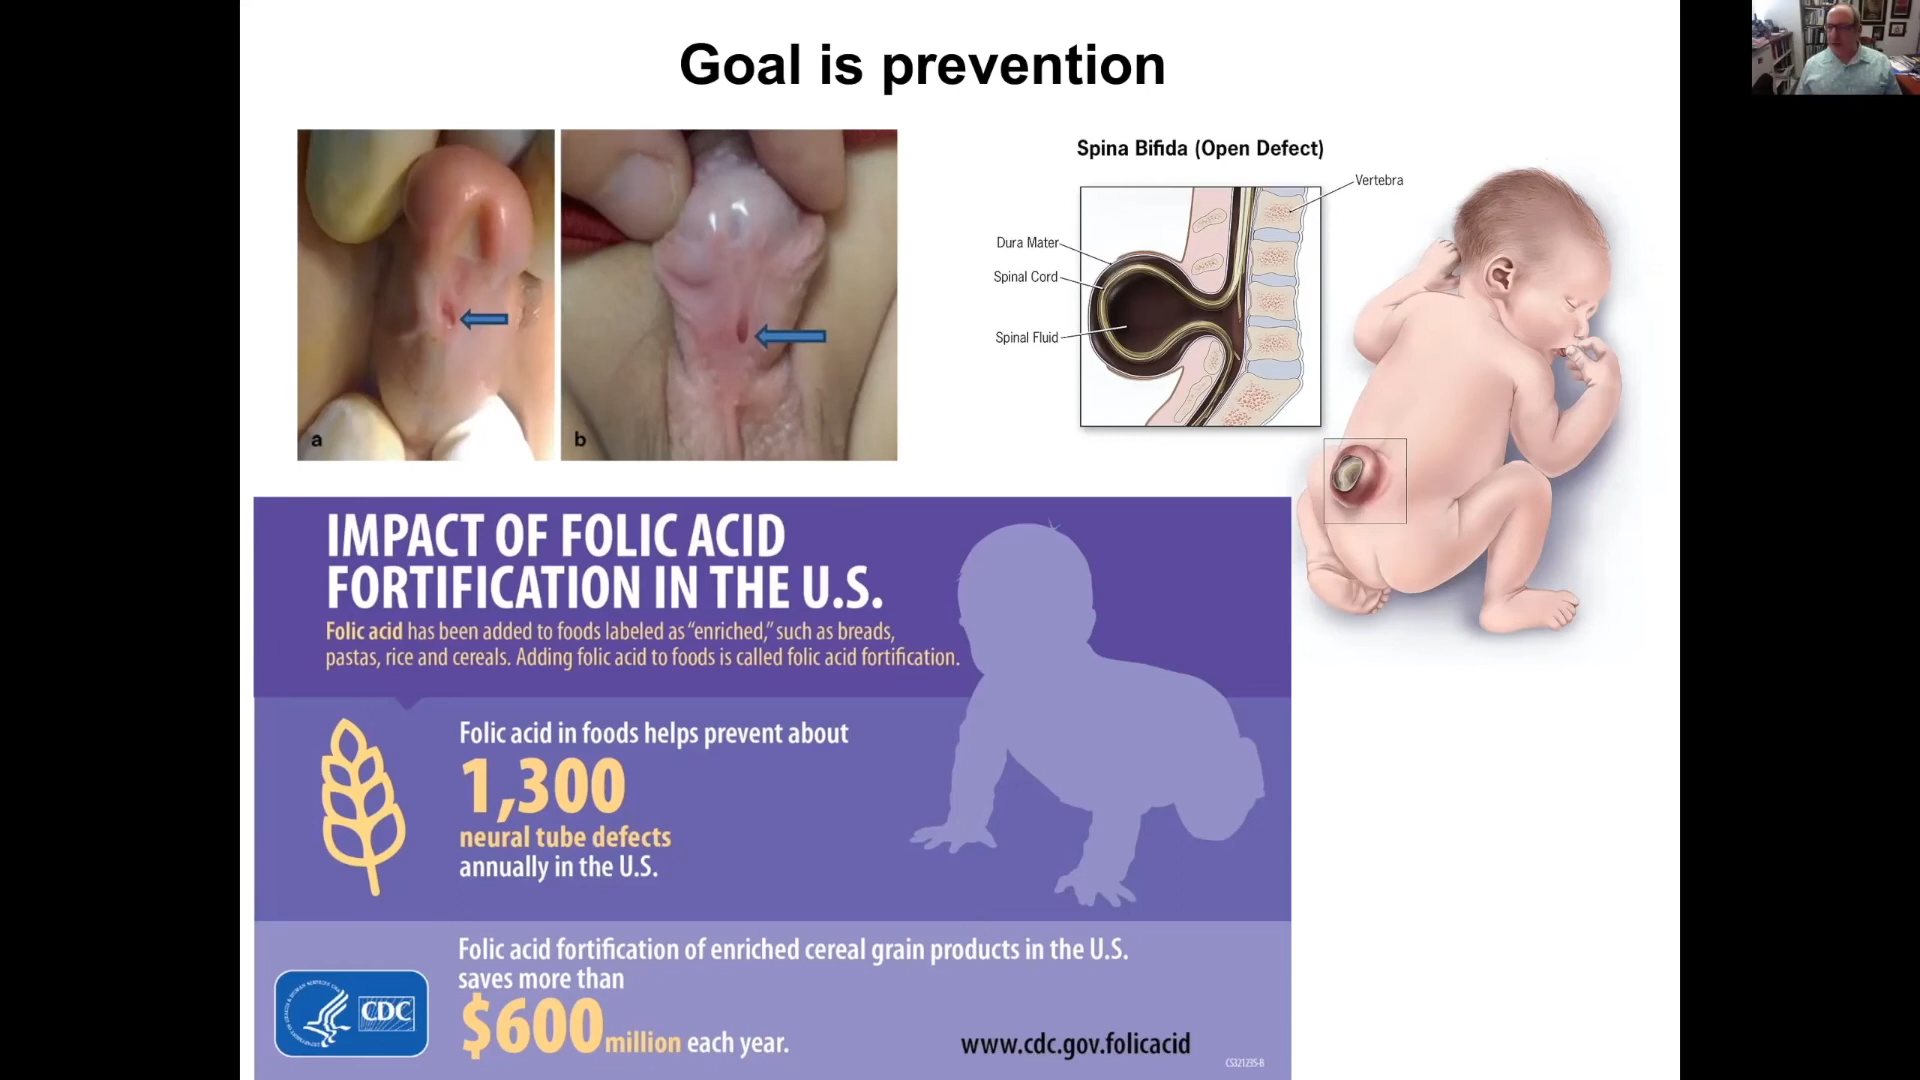 Goal is prevention
a
b
Spina Bifida (Open Defect)
Vertebra
Dura Mater
Spinal Cord
Spinal Fluid
IMPACT OF FOLIC ACID
FORTIFICATION IN THE U.S.
Folic acid has been added to foods labeled as “enriched,” such as breads,
pastas, rice and cereals. Adding folic acid to foods is called folic acid fortification.
Folic acid in foods helps prevent about
1,300
neural tube defects
annually in the U.S.
Folic acid fortification of enriched cereal grain products in the U.S.
saves more than
$600 million each year.
CDC
www.cdc.gov.folicacid
CS321235-B